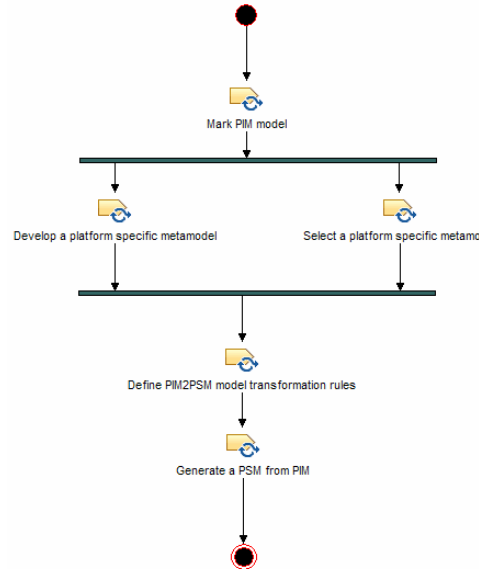 Mark PIM model
Develop a platform specific metamodel
Select a platform specific metamo
Define PIM2PSM model transformation rules
Generate a PSM from PIM